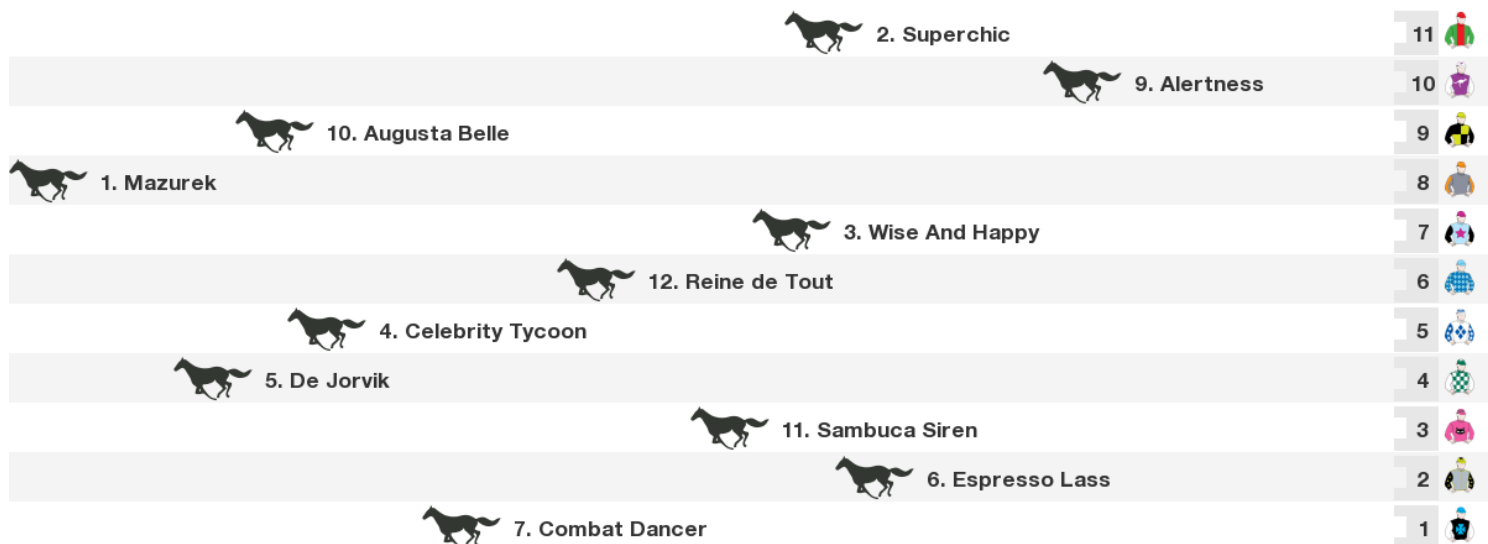 2. Superchic 11
9. Alertness 10
10. Augusta Belle 9
1. Mazurek 8
3. Wise And Happy 7
12. Reine de Tout 6
4. Celebrity Tycoon 5
5. De Jorvik 4
11. Sambuca Siren 3
6. Espresso Lass 2
7. Combat Dancer 1